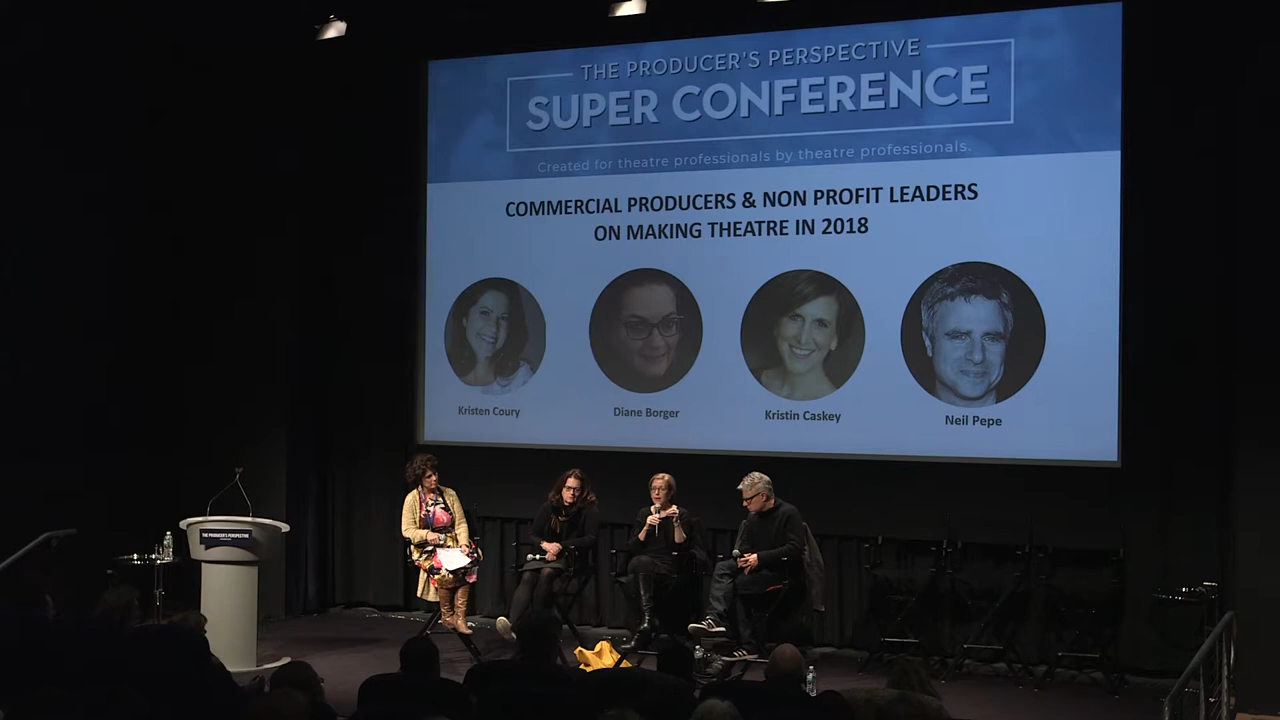 THE PRODUCER'S PERSPECTIVE
SUPER CONFERENCE
Created for theatre professionals by theatre professionals.
COMMERCIAL PRODUCERS & NON PROFIT LEADERS
ON MAKING THEATRE IN 2018
Kristen Coury
Diane Borger
Kristin Caskey
Neil Pepe
THE PRODUCER'S PERSPECTIVE